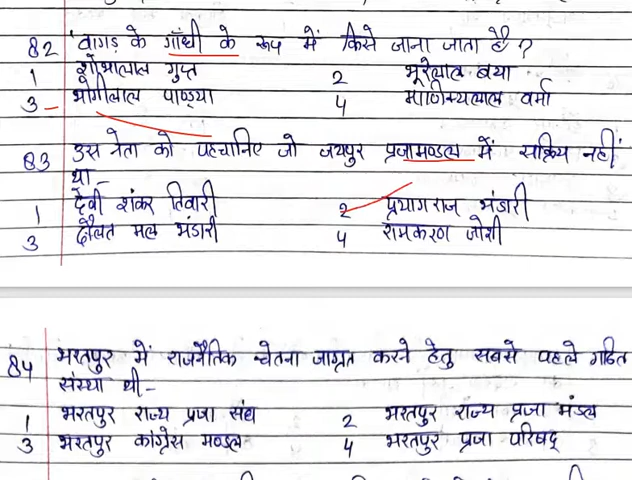 82 'वागड़ के गाँधी के रूप में किसे जाना जाता है ?
1 शोभालाल गुप्त 2 भूरेलाल बया
3 भोगीलाल पाण्ड्या 4 माणिक्यलाल वर्मा
83 उस नेता को पहचानिए जो जयपुर प्रजामण्डल में सक्रिय नहीं
था -
1 देवी शंकर तिवारी 2 प्रयागराज भंडारी
3 दौलत मल भंडारी 4 रामकरण जोशी
84 भरतपुर में राजनैतिक चेतना जाग्रत करने हेतु सबसे पहले गठित
संस्था थी -
1 भरतपुर राज्य प्रजा संघ 2 भरतपुर राज्य प्रजा मंडल
3 भरतपुर कांग्रेस मण्डल 4 भरतपुर प्रजा परिषद्